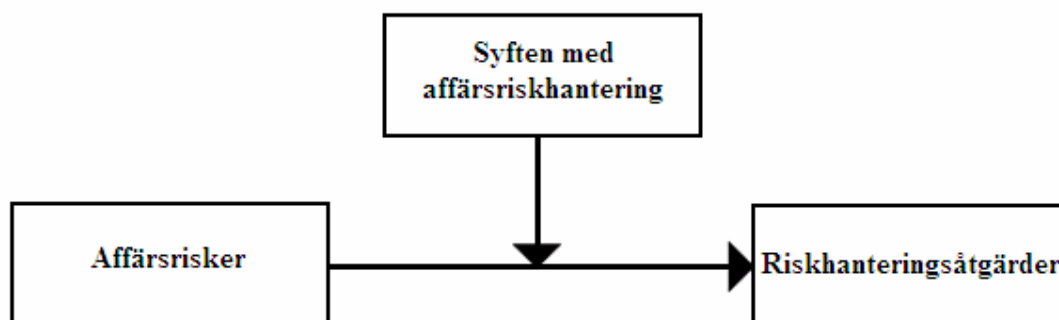 Syften med
affärsriskhantering
Affärsrisker
Riskhanteringsåtgärder